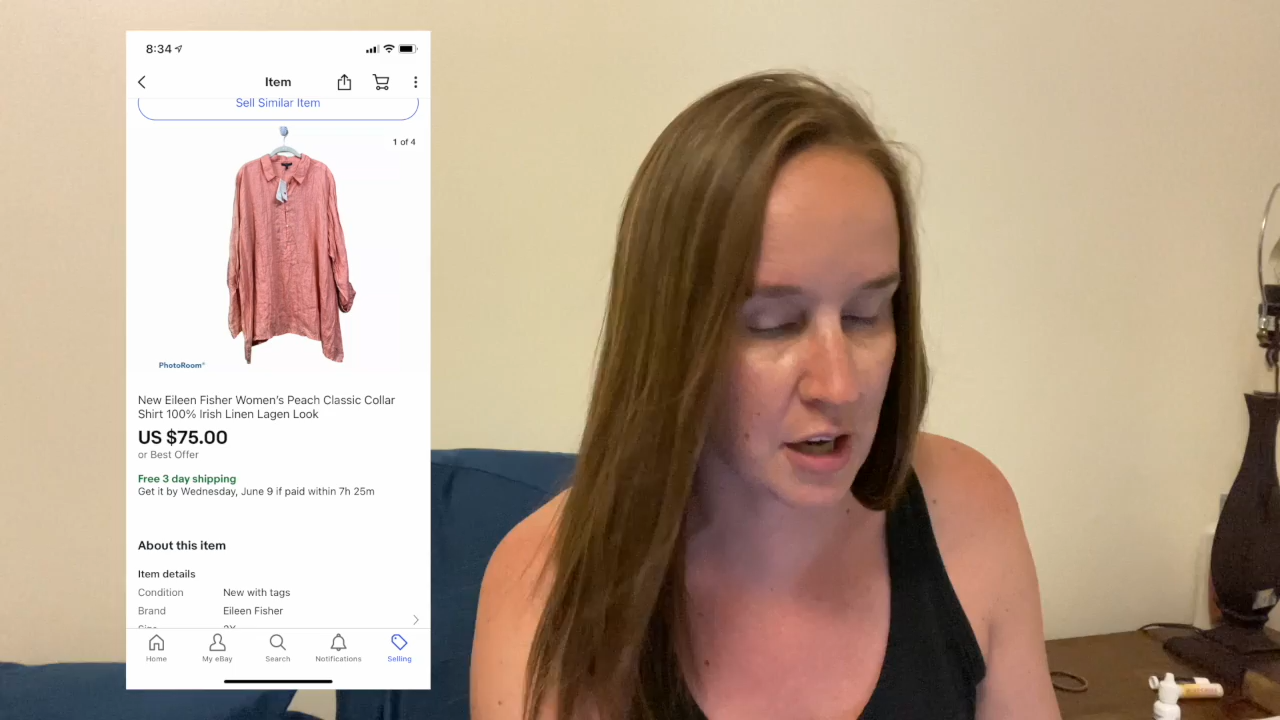 8:34
Item
Sell Similar Item
1 of 4
PhotoRoom
New Eileen Fisher Women's Peach Classic Collar
Shirt 100% Irish Linen Lagen Look
US $75.00
or Best Offer
Free 3 day shipping
Get it by Wednesday, June 9 if paid within 7h 25m
About this item
Item details
Condition New with tags
Brand Eileen Fisher
Home My eBay Search Notifications Selling